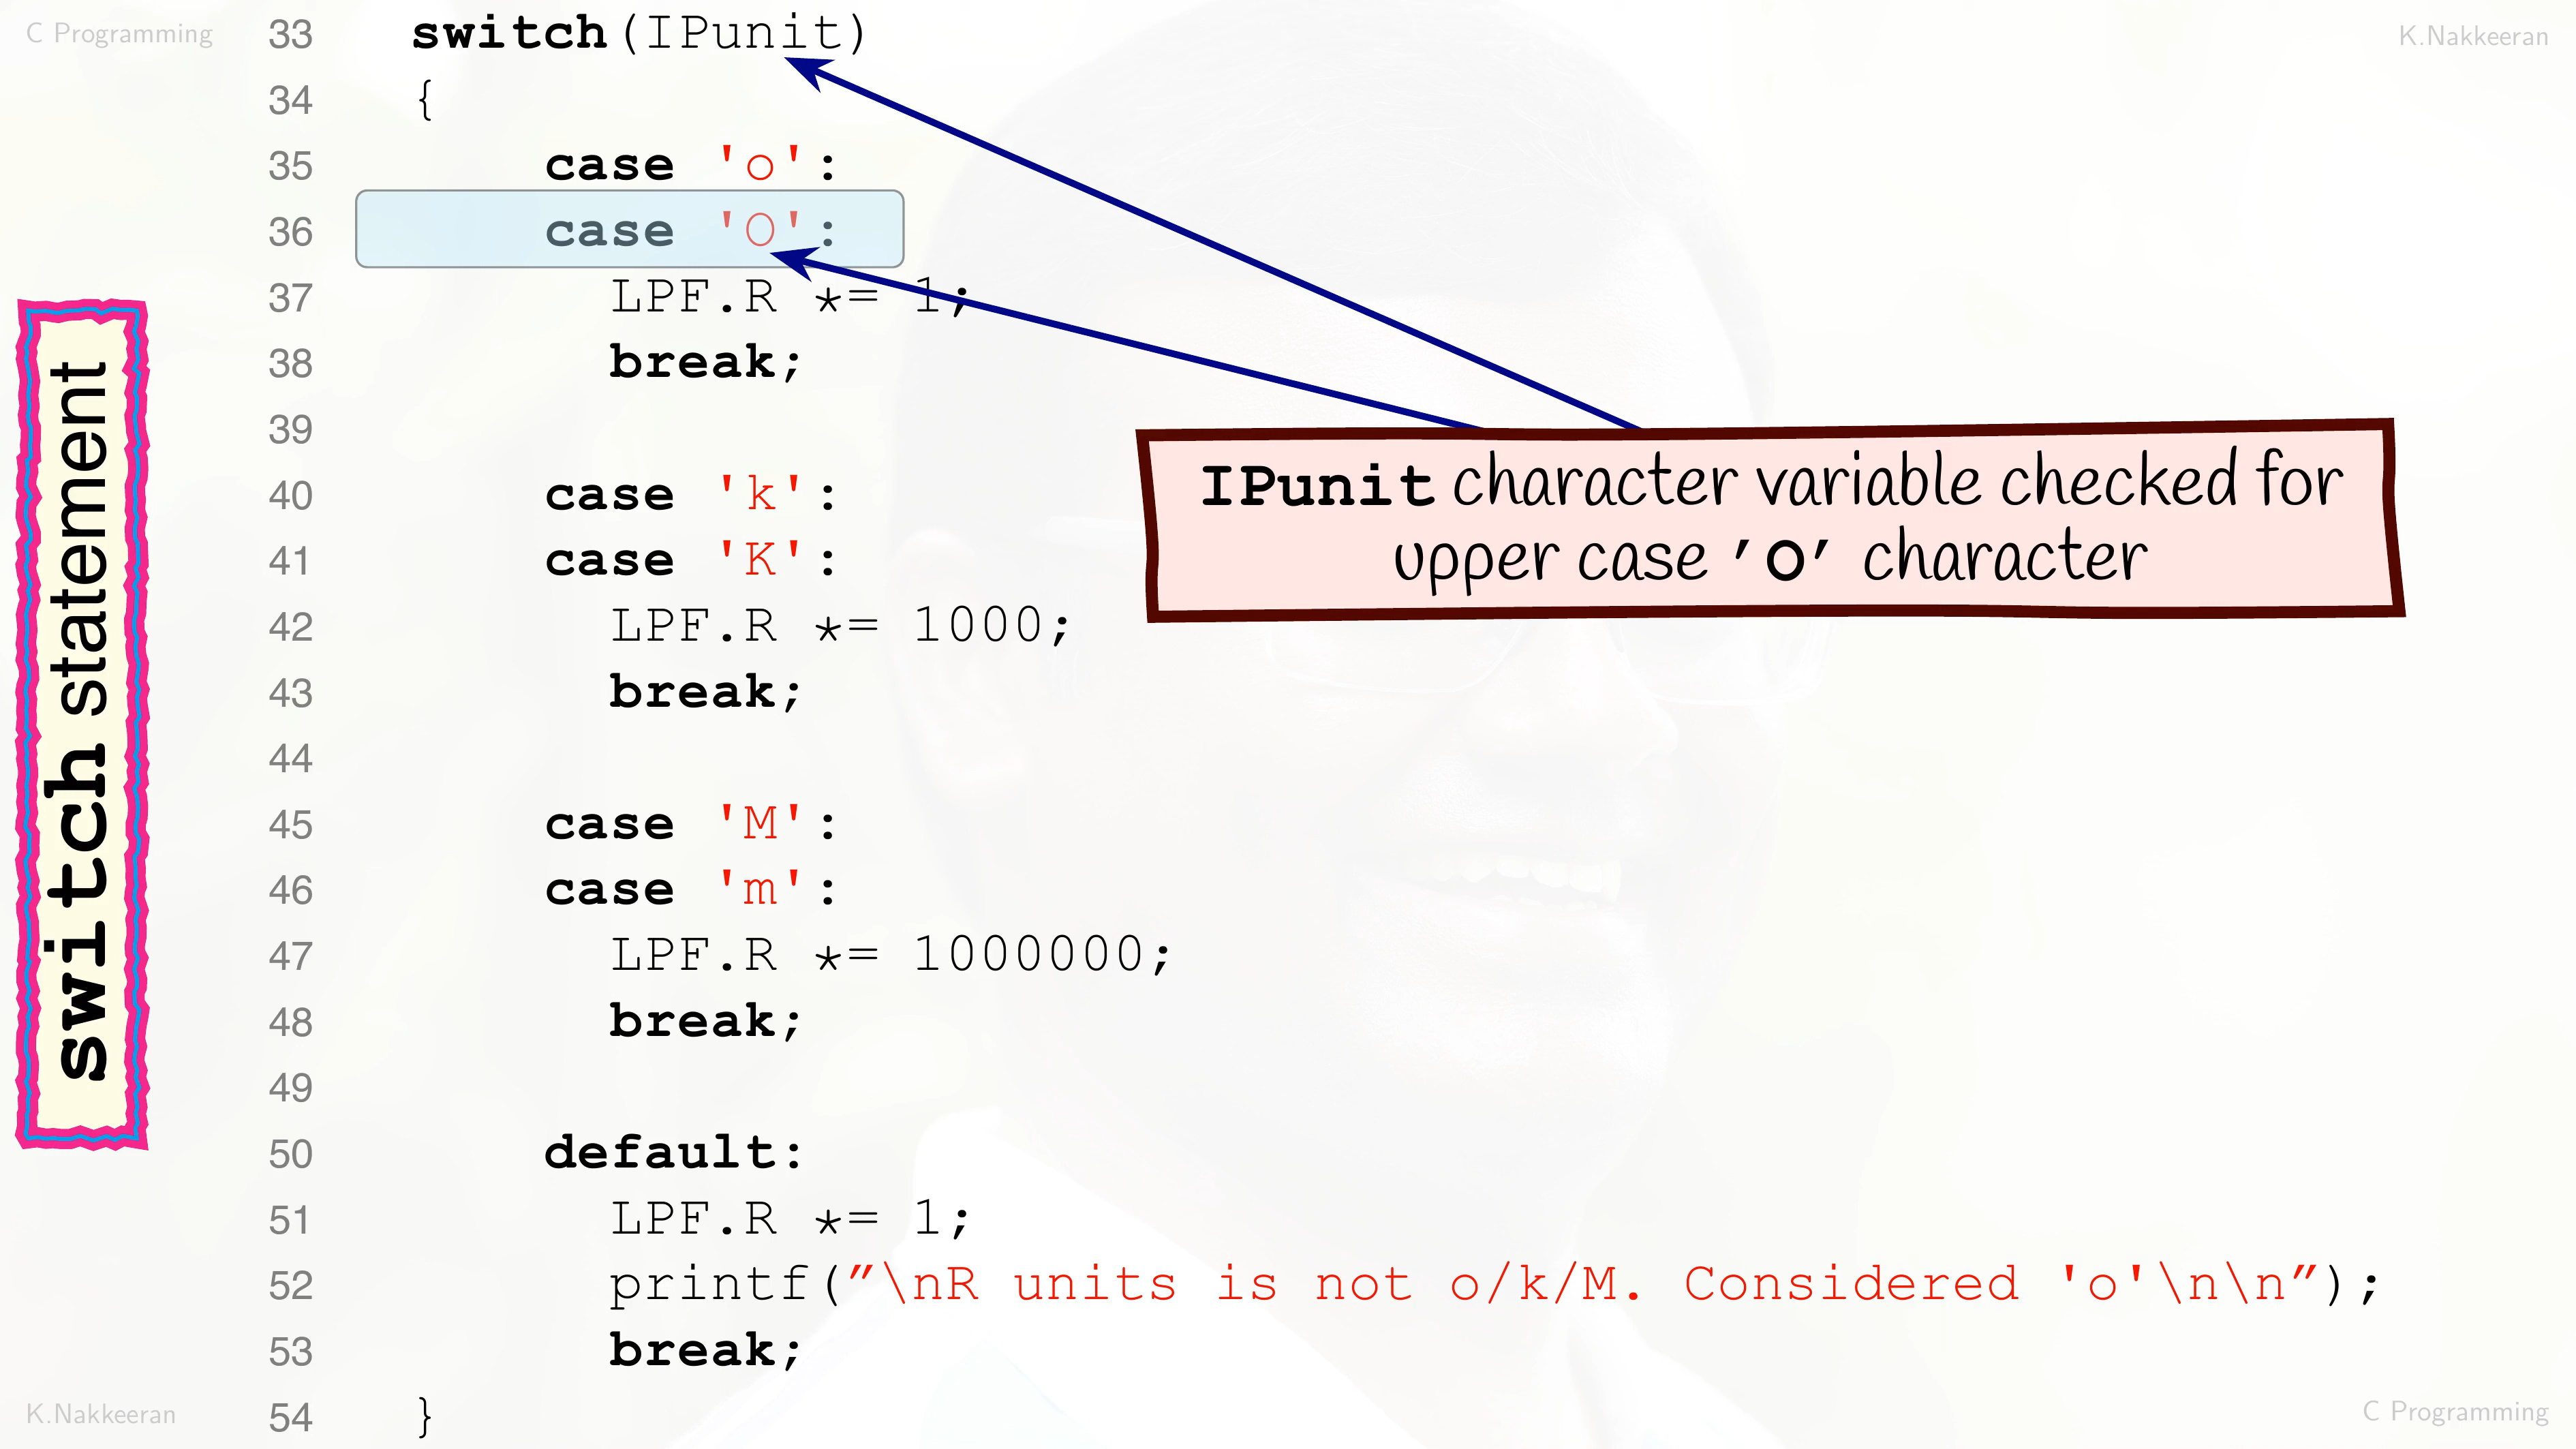 C Programming
K.Nakkeeran
switch statement
33 switch(IPunit)
34 {
35 case 'o':
36 case 'O':
37 LPF.R *= 1;
38 break;
39
40 case 'k':
41 case 'K':
42 LPF.R *= 1000;
43 break;
44
45 case 'M':
46 case 'm':
47 LPF.R *= 1000000;
48 break;
49
50 default:
51 LPF.R *= 1;
52 printf("\nR units is not o/k/M. Considered 'o'\n\n");
53 break;
54 }
IPunit character variable checked for
upper case 'O' character
K.Nakkeeran
C Programming